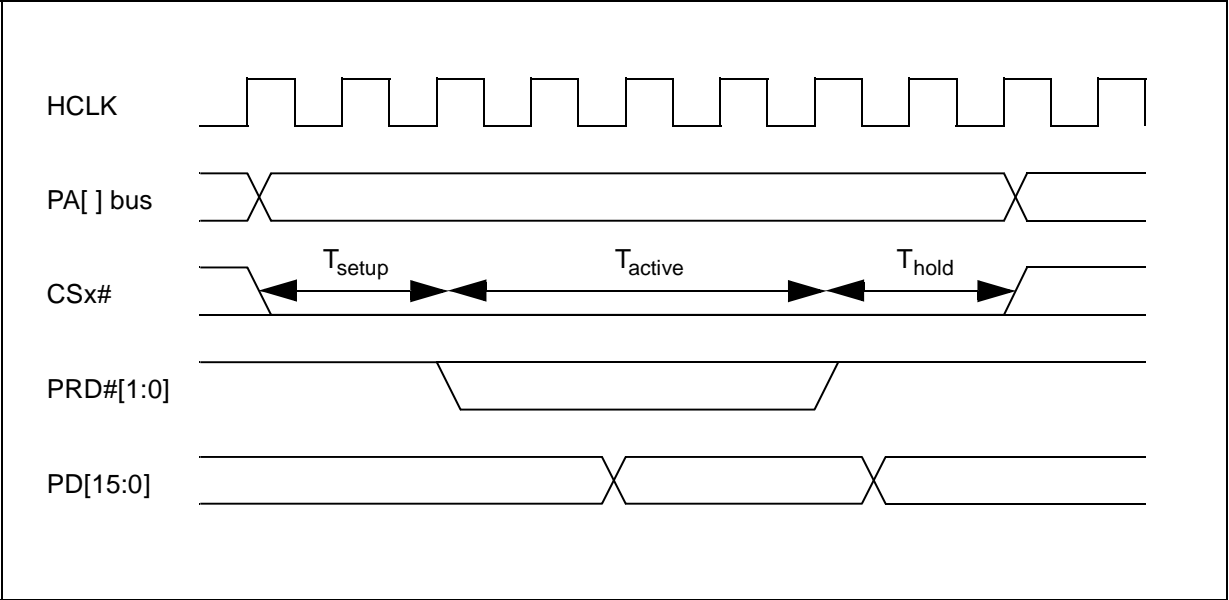 HCLK
PA[ ] bus
CSx#
Tsetup
Tactive
Thold
PRD#[1:0]
PD[15:0]